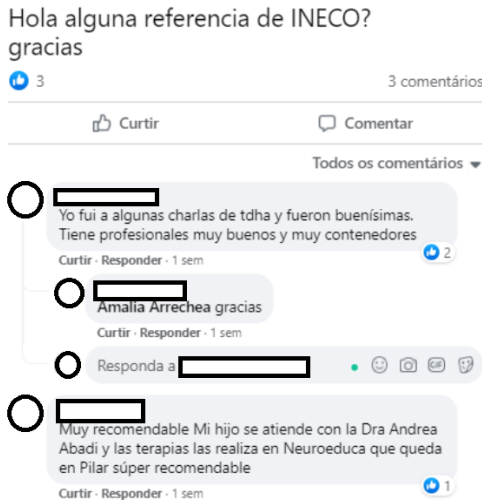 Hola alguna referencia de INECO?
gracias
3
3 comentários
Curtir
Comentar
Todos os comentários
Yo fui a algunas charlas de tdha y fueron buenísimas.
Tiene profesionales muy buenos y muy contenedores
2
Curtir · Responder · 1 sem
Amalia Arrechea gracias
Curtir · Responder · 1 sem
Responda a
GIF
Muy recomendable Mi hijo se atiende con la Dra Andrea
Abadi y las terapias las realiza en Neuroeduca que queda
en Pilar súper recomendable
1
Curtir · Responder · 1 sem